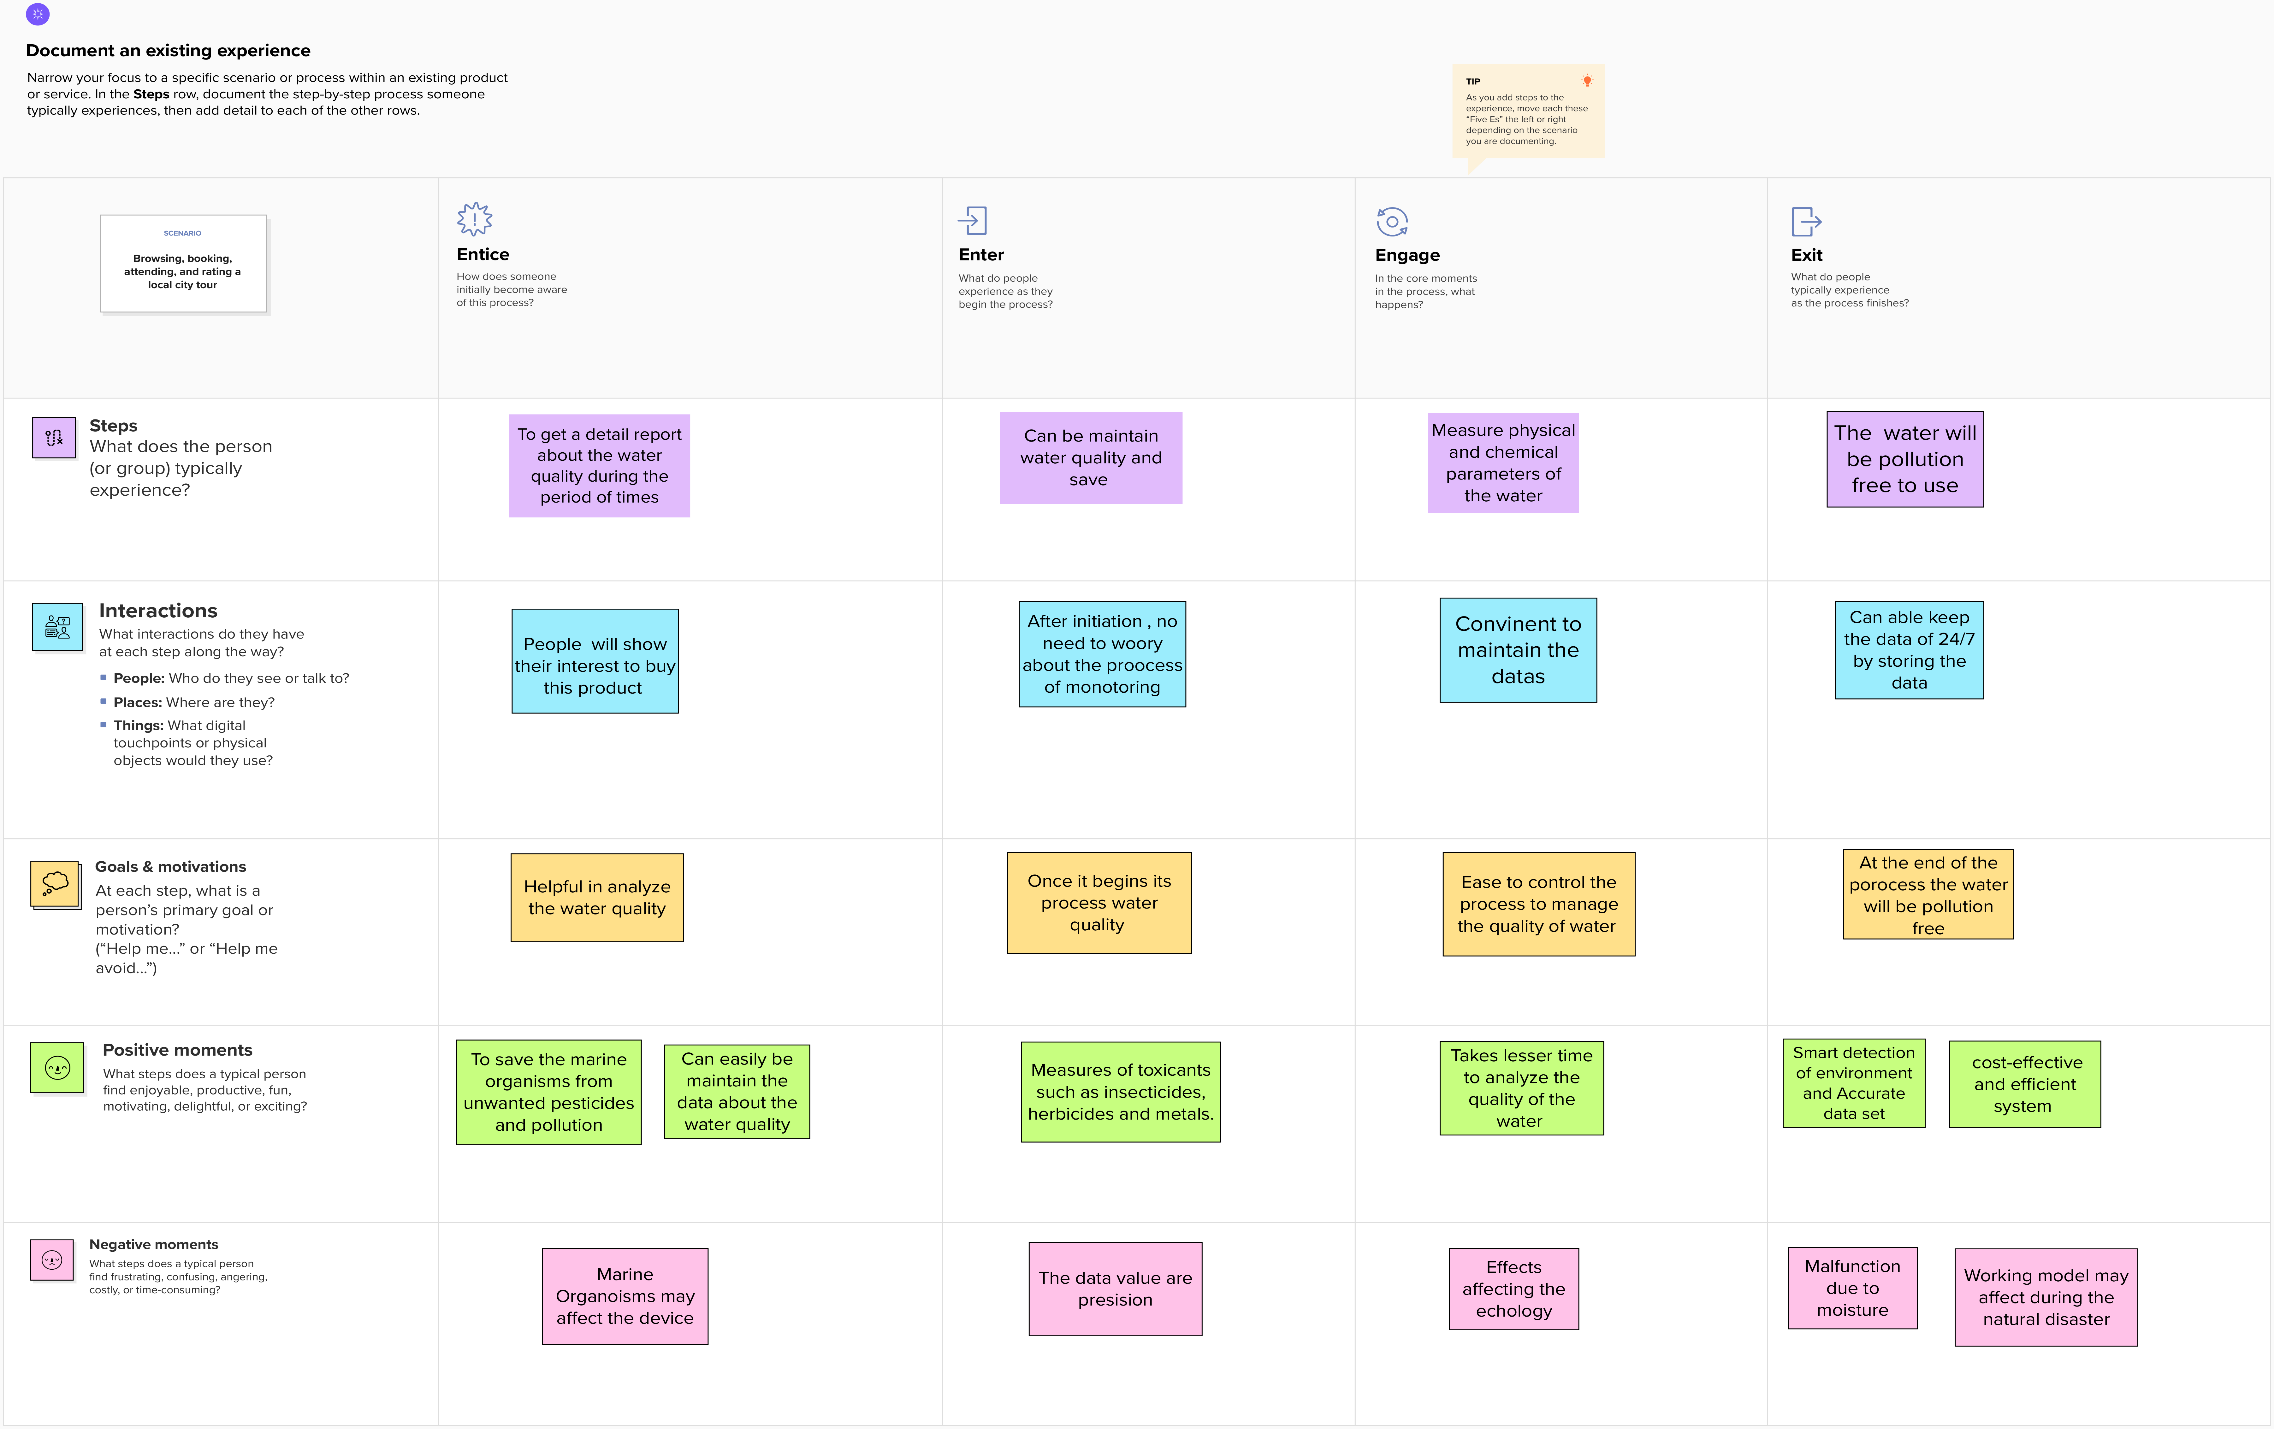 Document an existing experience
Narrow your focus to a specific scenario or process within an existing product
or service. In the Steps row, document the step-by-step process someone
typically experiences, then add detail to each of the other rows.
TIP
As you add steps to the
experience, move each these
“Five Es” the left or right
depending on the scenario
you are documenting.
SCENARIO
Browsing, booking,
attending, and rating a
local city tour
Entice
How does someone
initially become aware
of this process?
Enter
What do people
experience as they
begin the process?
Engage
In the core moments
in the process, what
happens?
Exit
What do people
typically experience
as the process finishes?
Steps
What does the person
(or group) typically
experience?
To get a detail report
about the water
quality during the
period of times
Can be maintain
water quality and
save
Measure physical
and chemical
parameters of
the water
The water will
be pollution
free to use
Interactions
What interactions do they have
at each step along the way?
People: Who do they see or talk to?
Places: Where are they?
Things: What digital
touchpoints or physical
objects would they use?
People will show
their interest to buy
this product
After initiation , no
need to woory
about the proocess
of monotoring
Convinent to
maintain the
datas
Can able keep
the data of 24/7
by storing the
data
Goals & motivations
At each step, what is a
person’s primary goal or
motivation?
(“Help me...” or “Help me
avoid...”)
Helpful in analyze
the water quality
Once it begins its
process water
quality
Ease to control the
process to manage
the quality of water
At the end of the
porocess the water
will be pollution
free
Positive moments
What steps does a typical person
find enjoyable, productive, fun,
motivating, delightful, or exciting?
To save the marine
organisms from
unwanted pesticides
and pollution
Can easily be
maintain the
data about the
water quality
Measures of toxicants
such as insecticides,
herbicides and metals.
Takes lesser time
to analyze the
quality of the
water
Smart detection
of environment
and Accurate
data set
cost-effective
and efficient
system
Negative moments
What steps does a typical person
find frustrating, confusing, angering,
costly, or time-consuming?
Marine
Organoisms may
affect the device
The data value are
presision
Effects
affecting the
echology
Malfunction
due to
moisture
Working model may
affect during the
natural disaster